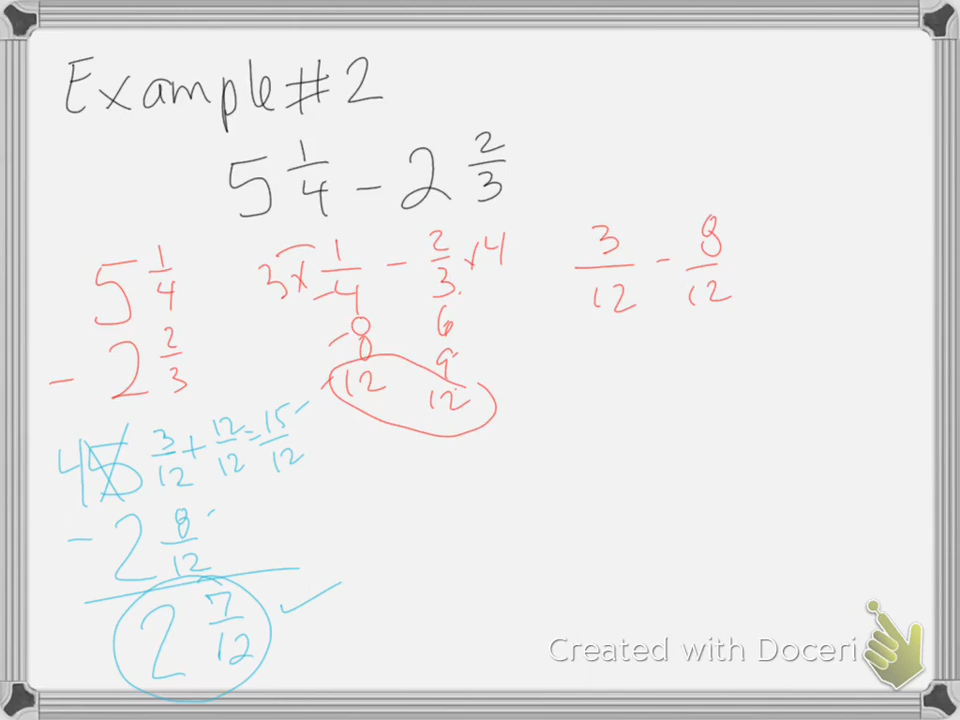 Example #2
5 1/4 - 2 2/3
5 1/4
- 2 2/3
3 x 1/4 - 2/3 x 4
8 6
9
12 12
3/12 - 8/12
4 5 3/12 + 12/12 = 15/12
- 2 8/12
2 7/12 ✓
Created with Doceri